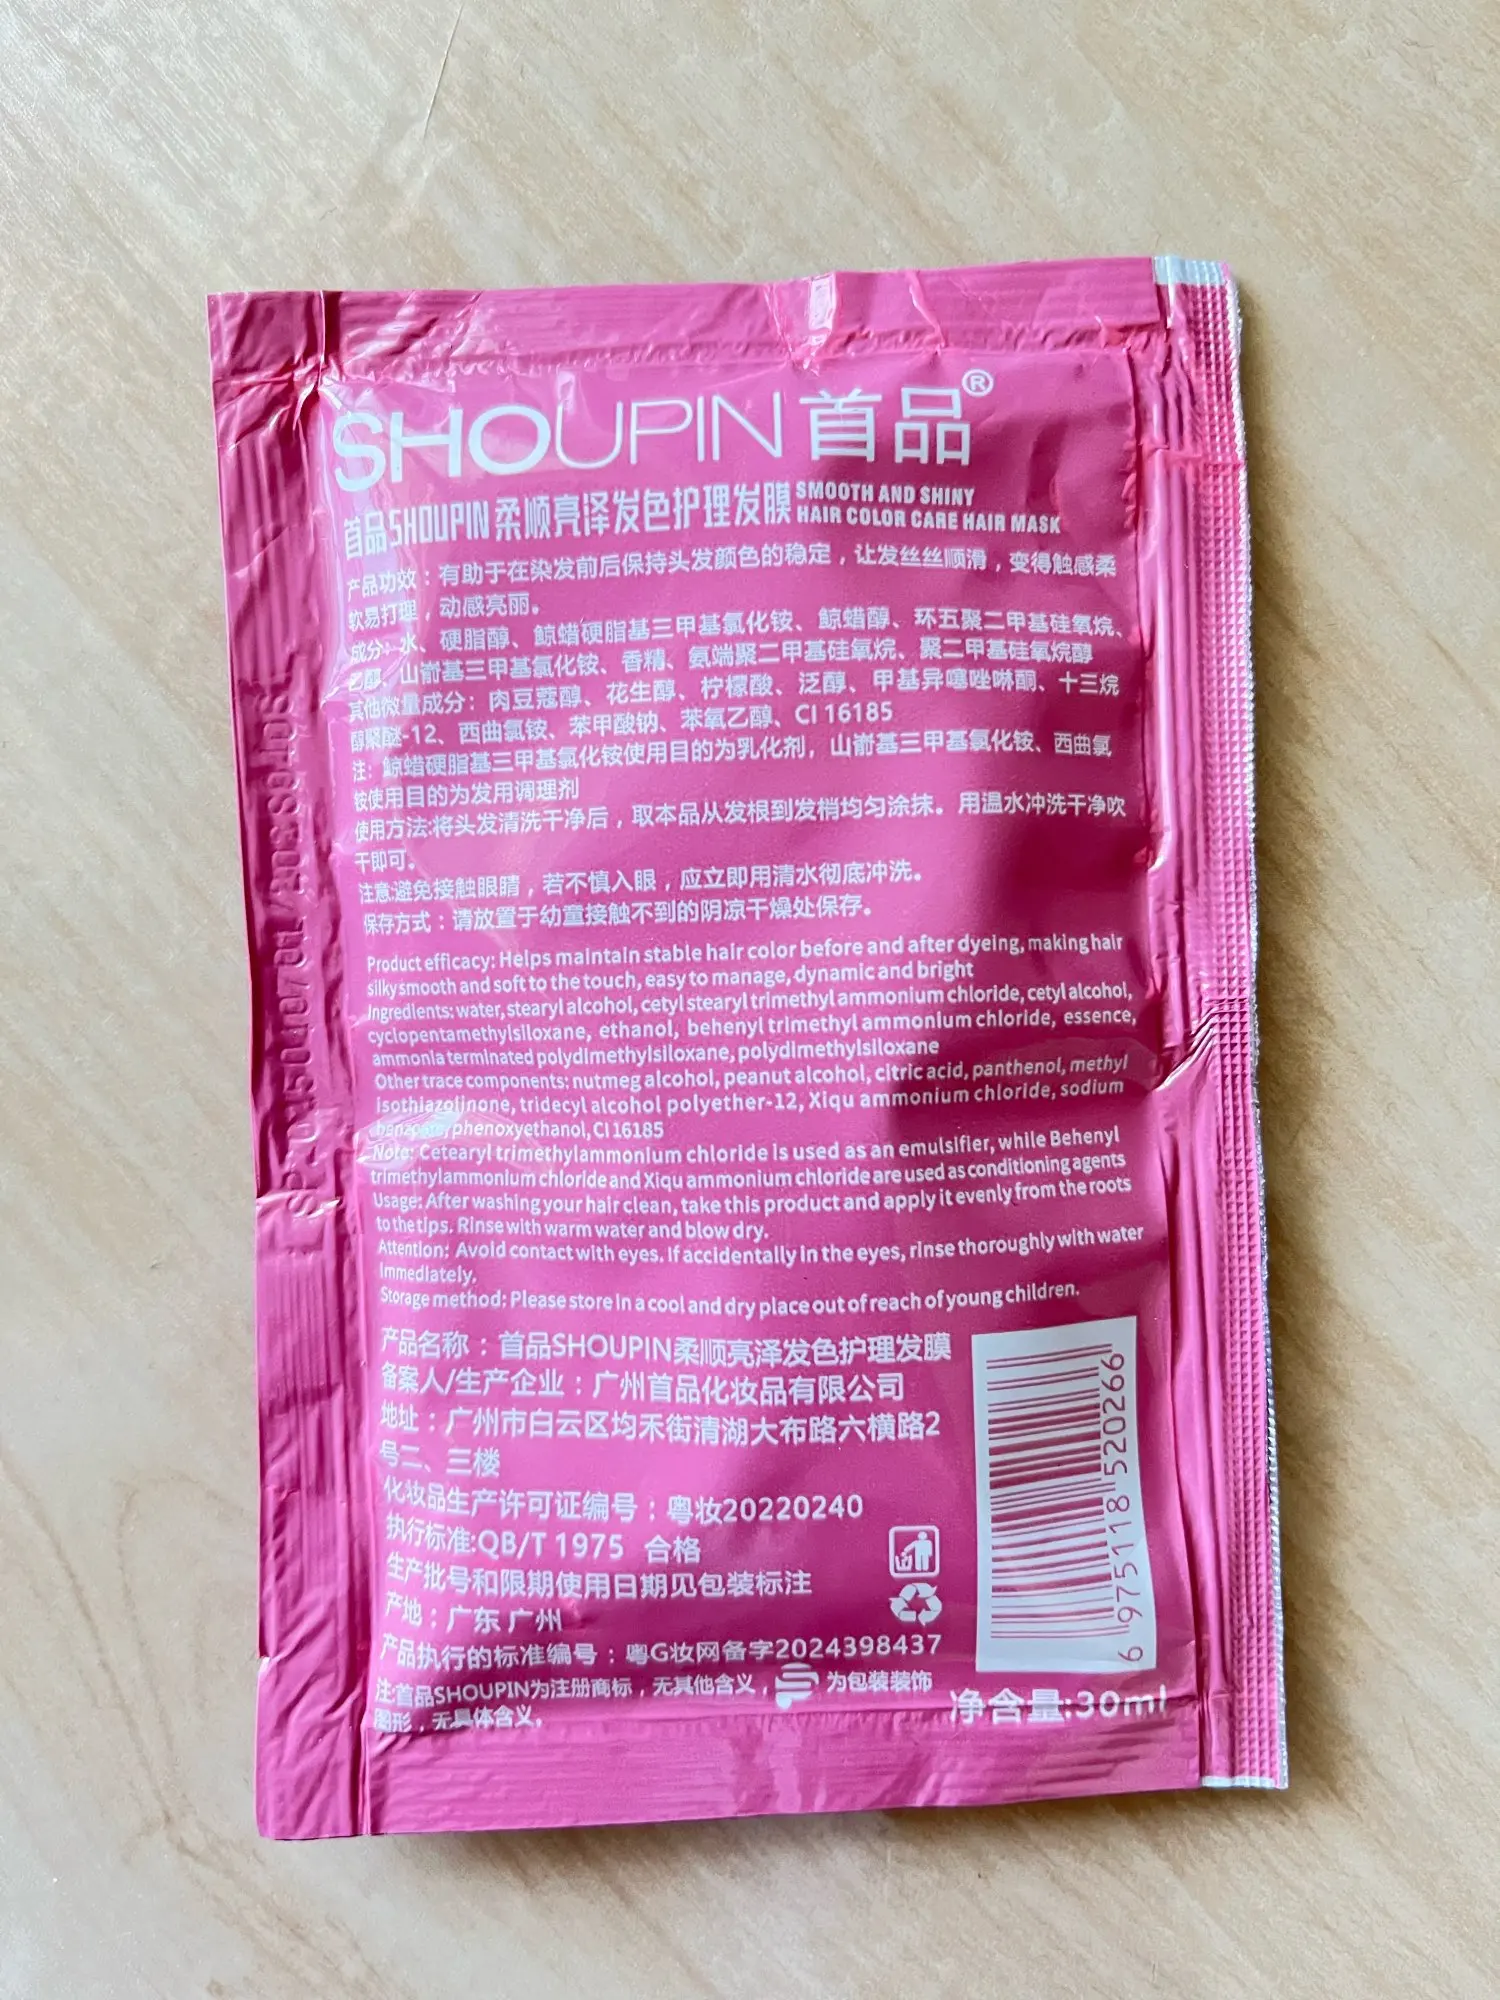 SHOUPIN 首品®
首品SHOUPIN 柔顺亮泽发色护理发膜 SMOOTH AND SHINY
HAIR COLOR CARE HAIR MASK
产品功效：有助于在染发前后保持头发颜色的稳定，让发丝丝顺滑，变得触感柔
软易打理，动感亮丽。
成分：水、硬脂醇、鲸蜡硬脂基三甲基氯化铵、鲸蜡醇、环五聚二甲基硅氧烷、
乙醇、山嵛基三甲基氯化铵、香精、氨端聚二甲基硅氧烷、聚二甲基硅氧烷醇
其他微量成分：肉豆蔻醇、花生醇、柠檬酸、泛醇、甲基异噻唑啉酮、十三烷
醇聚醚-12、西曲氯铵、苯甲酸钠、苯氧乙醇、CI 16185
注：鲸蜡硬脂基三甲基氯化铵使用目的为乳化剂，山嵛基三甲基氯化铵、西曲氯
铵使用目的为发用调理剂
使用方法:将头发清洗干净后，取本品从发根到发梢均匀涂抹。用温水冲洗干净吹
干即可。
注意:避免接触眼睛，若不慎入眼，应立即用清水彻底冲洗。
保存方式：请放置于幼童接触不到的阴凉干燥处保存。
Product efficacy: Helps maintain stable hair color before and after dyeing, making hair
silky smooth and soft to the touch, easy to manage, dynamic and bright
Ingredients: water, stearyl alcohol, cetyl stearyl trimethyl ammonium chloride, cetyl alcohol,
cyclopentamethylsiloxane, ethanol, behenyl trimethyl ammonium chloride, essence,
ammonia terminated polydimethylsiloxane, polydimethylsiloxane
Other trace components: nutmeg alcohol, peanut alcohol, citric acid, panthenol, methyl
isothiazolinone, tridecyl alcohol polyether-12, Xiqu ammonium chloride, sodium
benzoate, phenoxyethanol, CI 16185
Note: Cetearyl trimethylammonium chloride is used as an emulsifier, while Behenyl
trimethylammonium chloride and Xiqu ammonium chloride are used as conditioning agents
Usage: After washing your hair clean, take this product and apply it evenly from the roots
to the tips. Rinse with warm water and blow dry.
Attention: Avoid contact with eyes. If accidentally in the eyes, rinse thoroughly with water
immediately.
Storage method: Please store in a cool and dry place out of reach of young children.
产品名称：首品SHOUPIN柔顺亮泽发色护理发膜
备案人/生产企业：广州首品化妆品有限公司
地址：广州市白云区均禾街清湖大布路六横路2
号二、三楼
化妆品生产许可证编号：粤妆20220240
执行标准:QB/T 1975 合格
生产批号和限期使用日期见包装标注
产地：广东 广州
产品执行的标准编号：粤G妆网备字2024398437
注:首品SHOUPIN为注册商标，无其他含义，为包装装饰
图形，无具体含义。
净含量:30ml
6 975118 520266